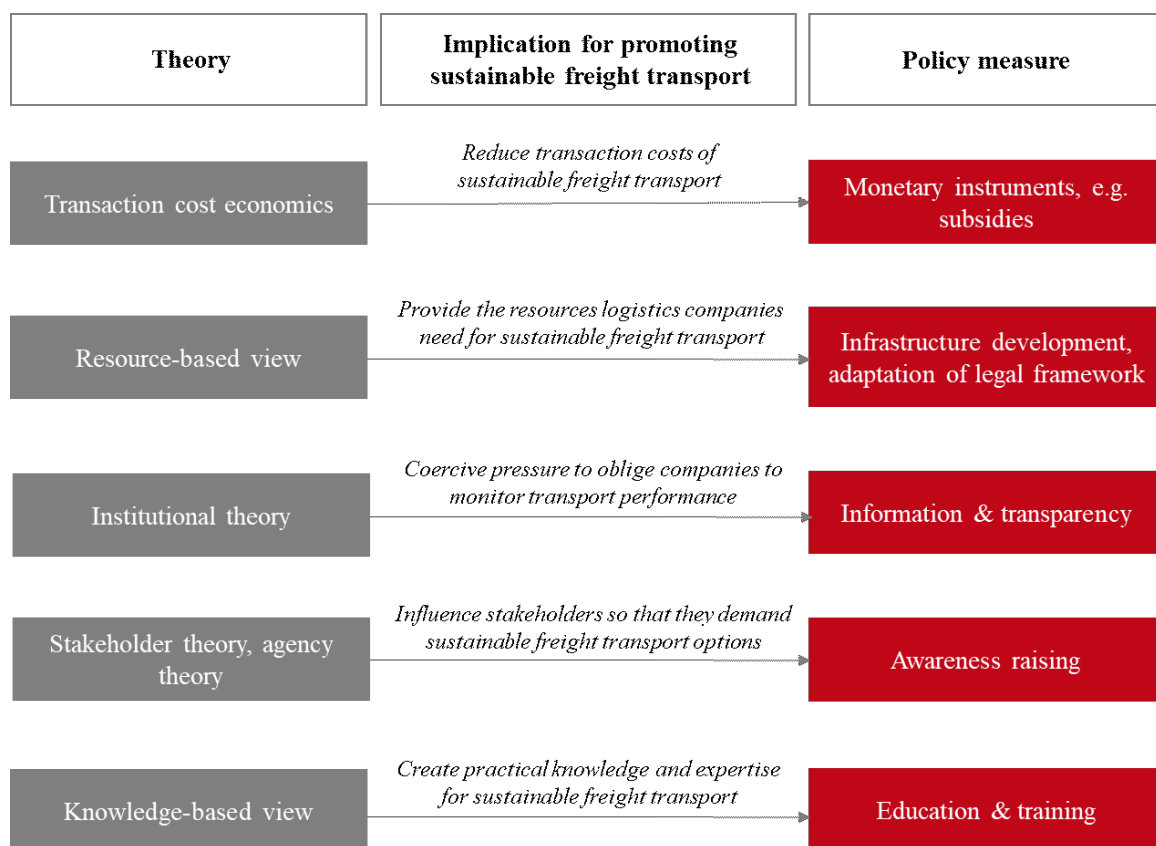 Theory
Implication for promoting
sustainable freight transport
Policy measure
Transaction cost economics
Reduce transaction costs of
sustainable freight transport
Monetary instruments, e.g.
subsidies
Resource-based view
Provide the resources logistics companies
need for sustainable freight transport
Infrastructure development,
adaptation of legal framework
Institutional theory
Coercive pressure to oblige companies to
monitor transport performance
Information & transparency
Stakeholder theory, agency
theory
Influence stakeholders so that they demand
sustainable freight transport options
Awareness raising
Knowledge-based view
Create practical knowledge and expertise
for sustainable freight transport
Education & training